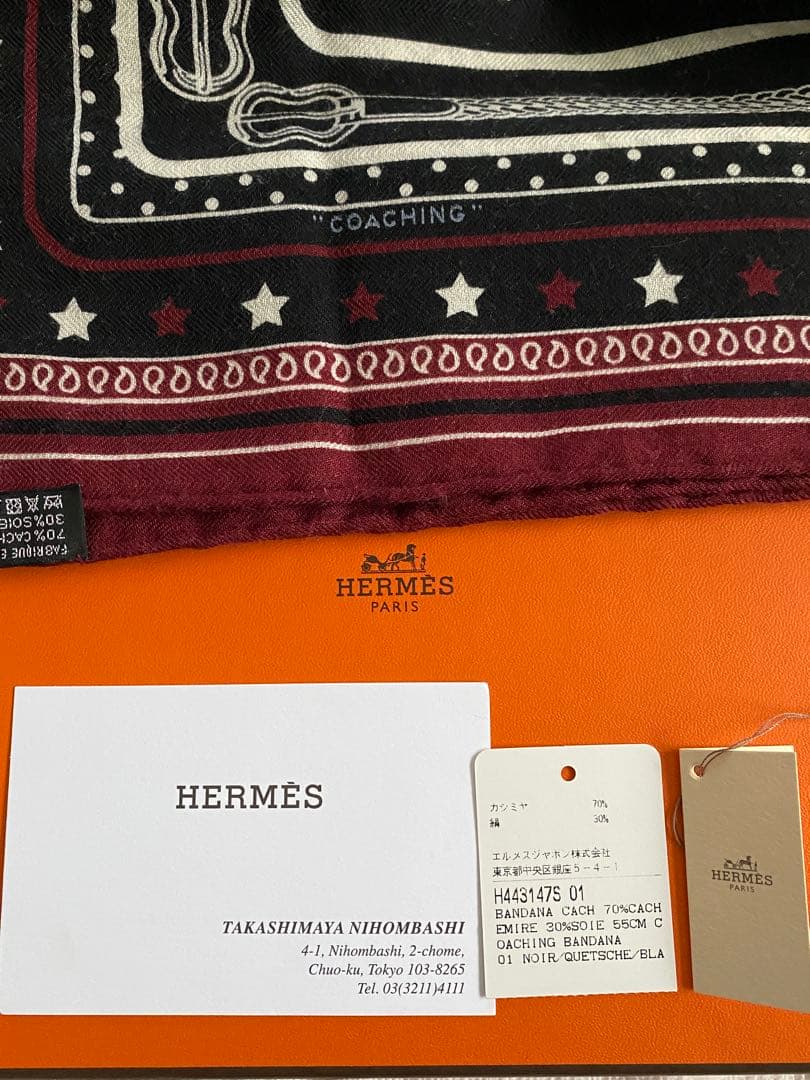 "COACHING"
FABRIQUE E
70%CACH
30%SOIE
HERMÈS
PARIS
HERMÈS
TAKASHIMAYA NIHOMBASHI
4-1, Nihombashi, 2-chome,
Chuo-ku, Tokyo 103-8265
Tel. 03(3211)4111
カシミヤ 70%
絹 30%
エルメスジャポン株式会社
東京都中央区銀座5-4-1
H443147S 01
BANDANA CACH 70%CACH
EMIRE 30%SOIE 55CM C
OACHING BANDANA
01 NOIR/QUETSCHE/BLA
HERMÈS
PARIS